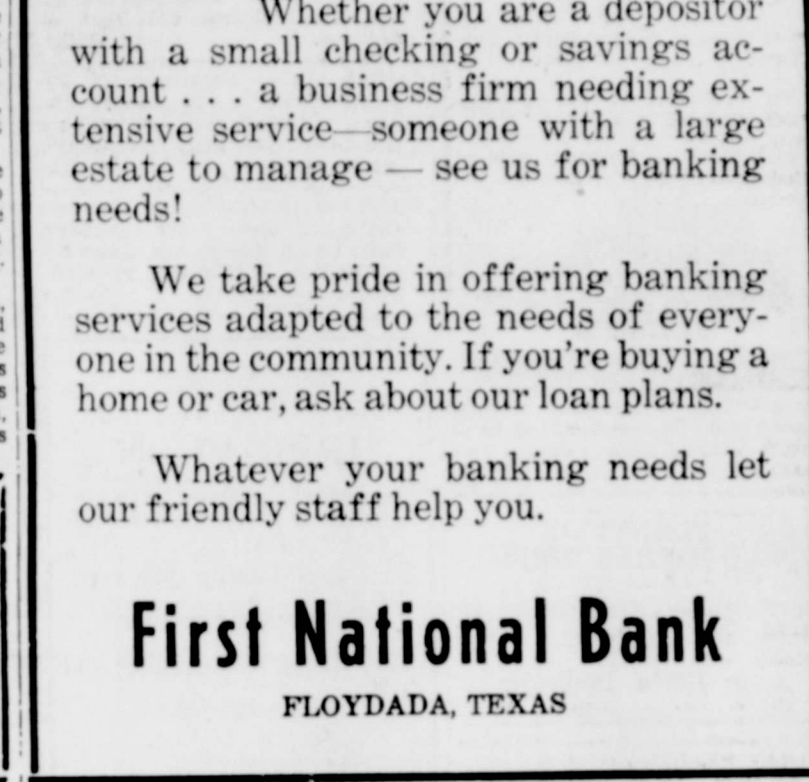 Whether you are a depositor
with a small checking or savings ac-
count . . . a business firm needing ex-
tensive service—someone with a large
estate to manage — see us for banking
needs!
We take pride in offering banking
services adapted to the needs of every-
one in the community. If you're buying a
home or car, ask about our loan plans.
Whatever your banking needs let
our friendly staff help you.
First National Bank
FLOYDADA, TEXAS